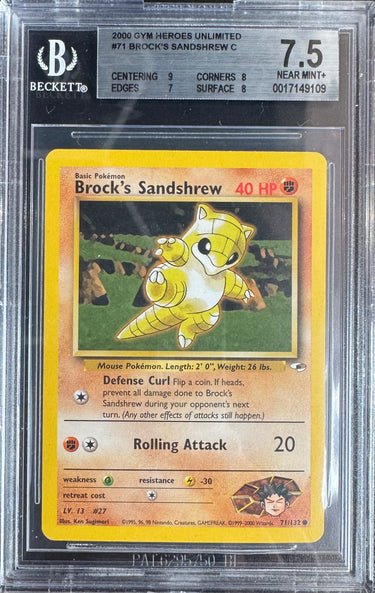 B
BECKETT
2000 GYM HEROES UNLIMITED
#71 BROCK'S SANDSHREW C
CENTERING 9 CORNERS 8
EDGES 7 SURFACE 8
7.5
NEAR MINT+
0017149109
Basic Pokémon
Brock's Sandshrew 40 HP
Mouse Pokémon. Length: 2' 0", Weight: 26 lbs.
Defense Curl Flip a coin. If heads,
prevent all damage done to Brock's
Sandshrew during your opponent's next
turn. (Any other effects of attacks still happen.)
Rolling Attack 20
weakness resistance -30
retreat cost
LV. 13 #27
Illus. Ken Sugimori
©1995, 96, 98 Nintendo, Creatures, GAMEFREAK. ©1999-2000 Wizards.
71/132